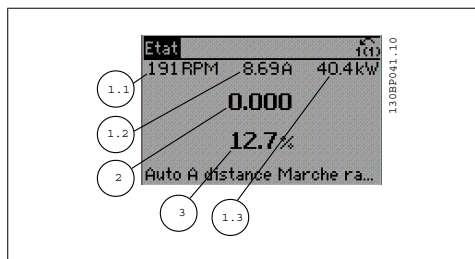 Etat 1(1)
191 RPM 8.69A 40.4kW
0.000
12.7%
Auto A distance Marche ra...
1.1
1.2
2
3
1.3
130BP041.10